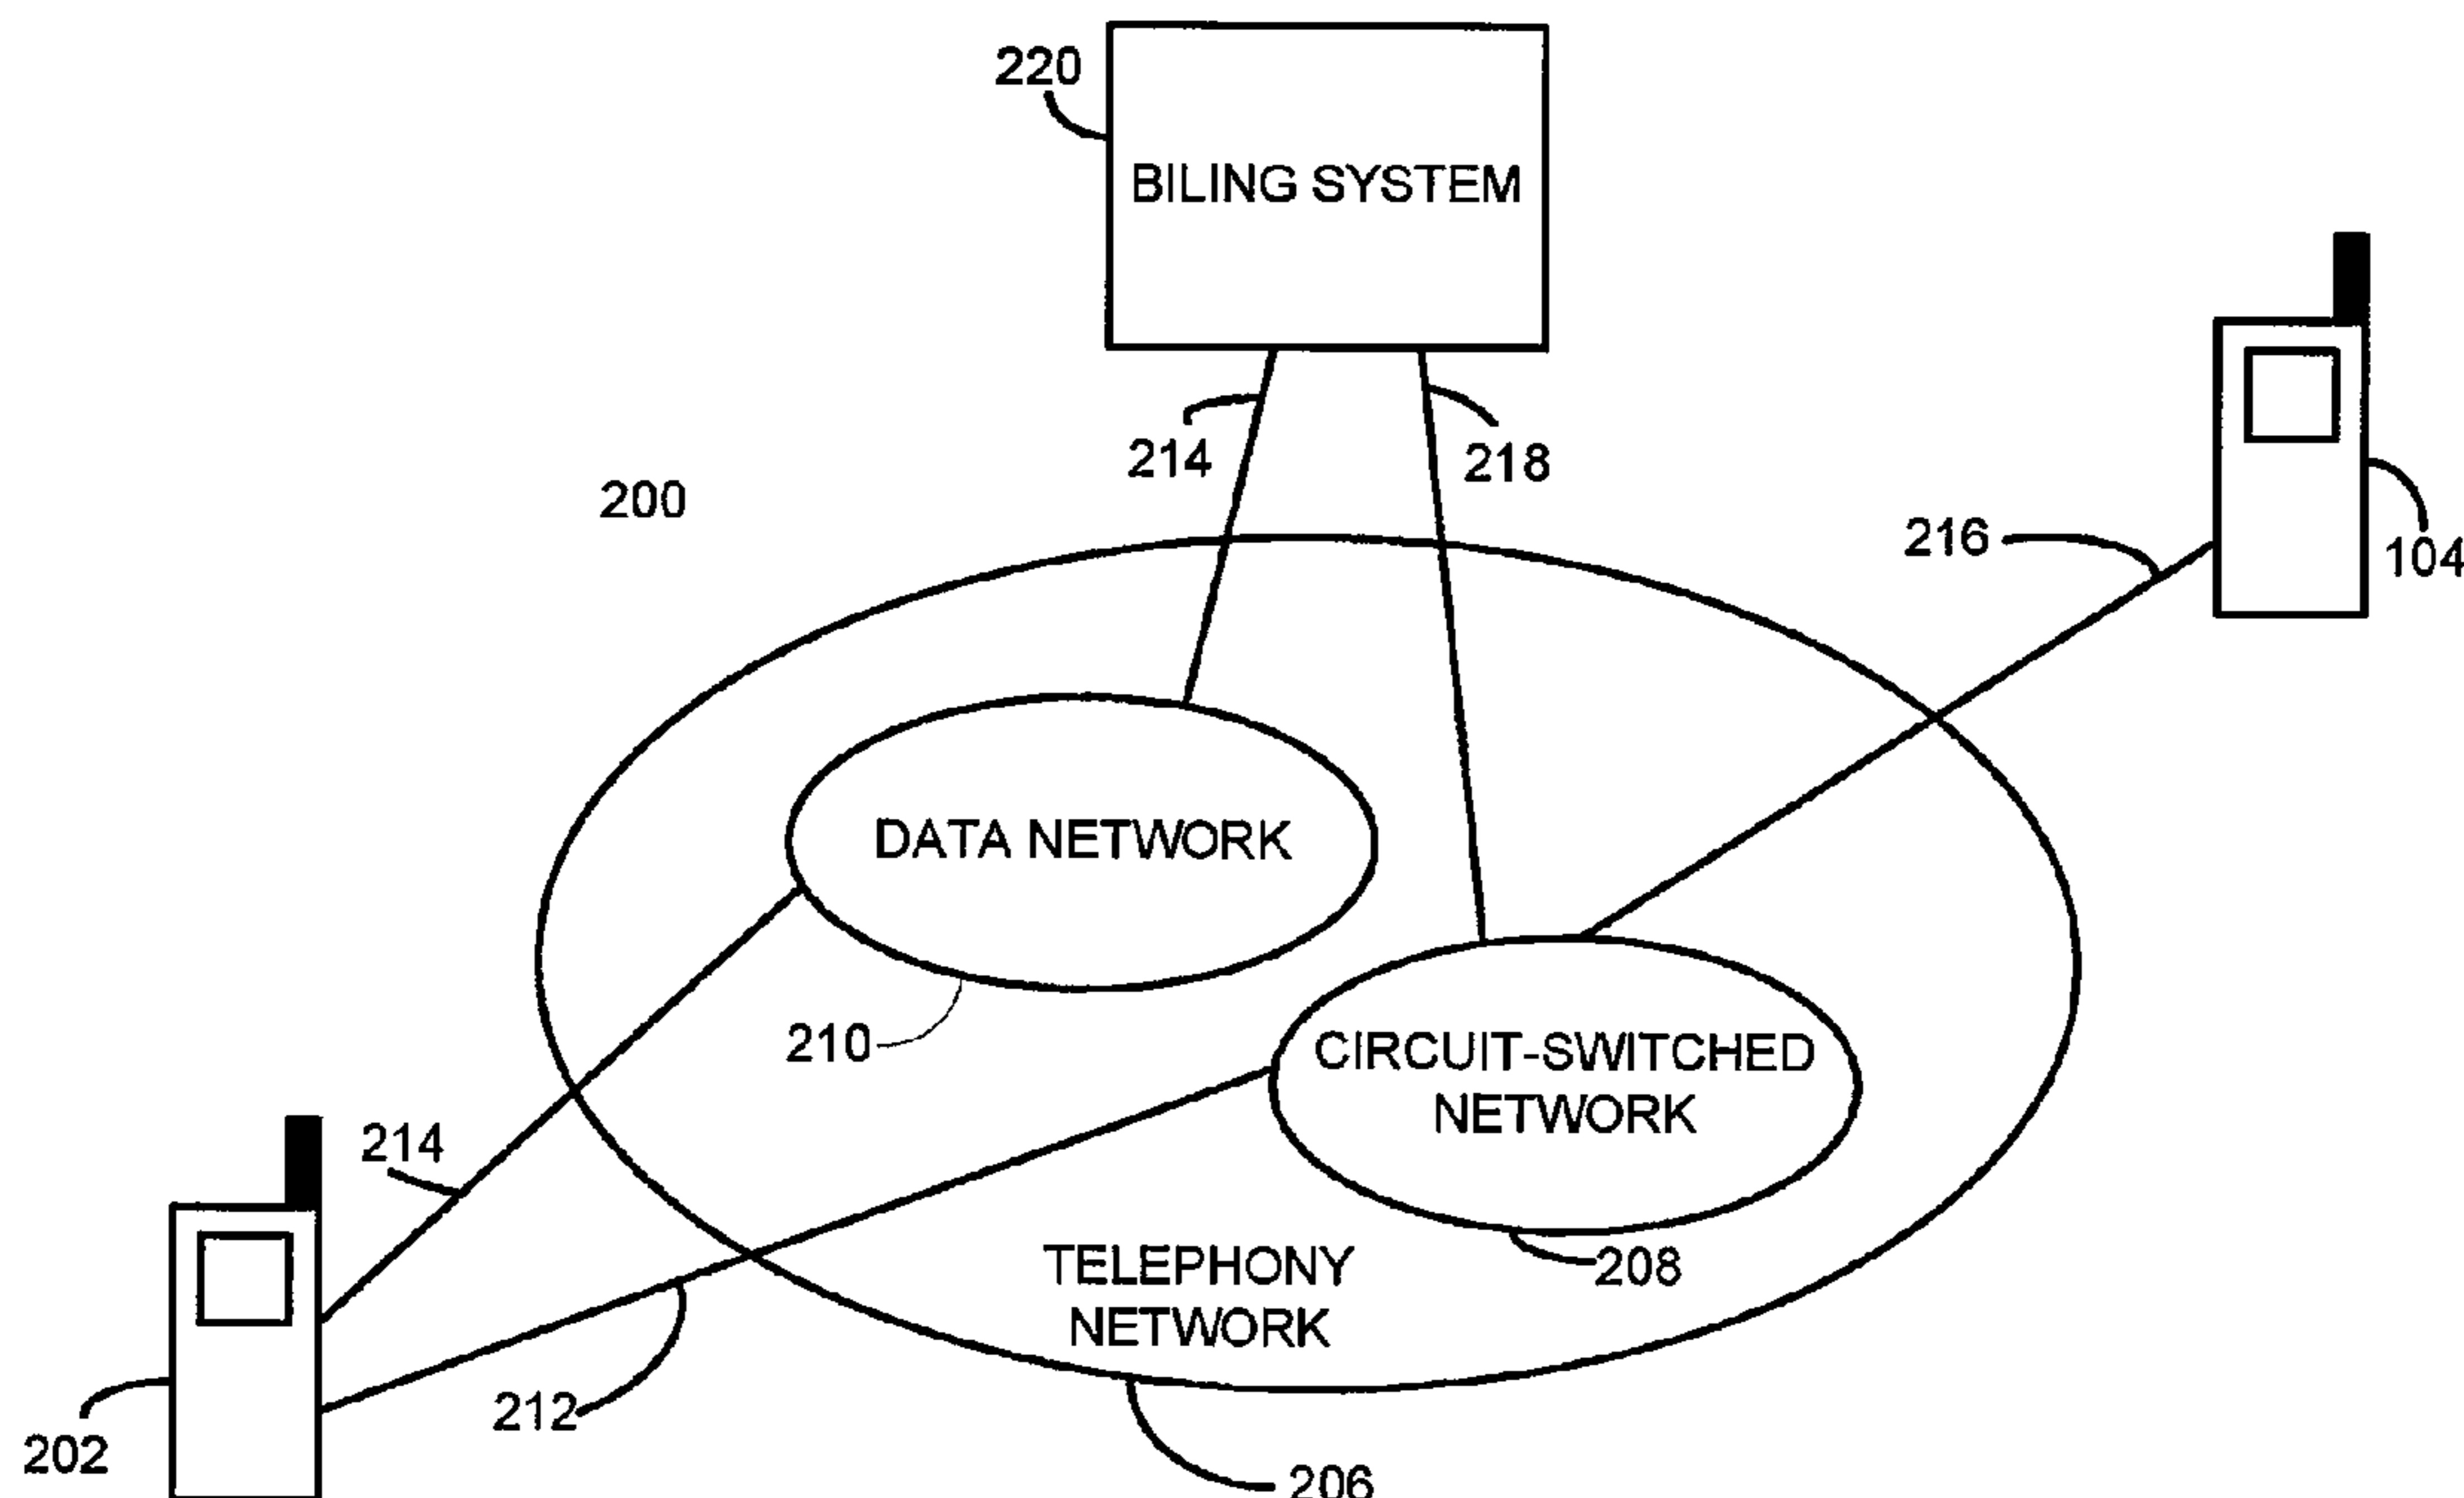 220
BILING SYSTEM
214
218
200
216
104
DATA NETWORK
210
CIRCUIT-SWITCHED
NETWORK
214
TELEPHONY
NETWORK
208
212
202
206